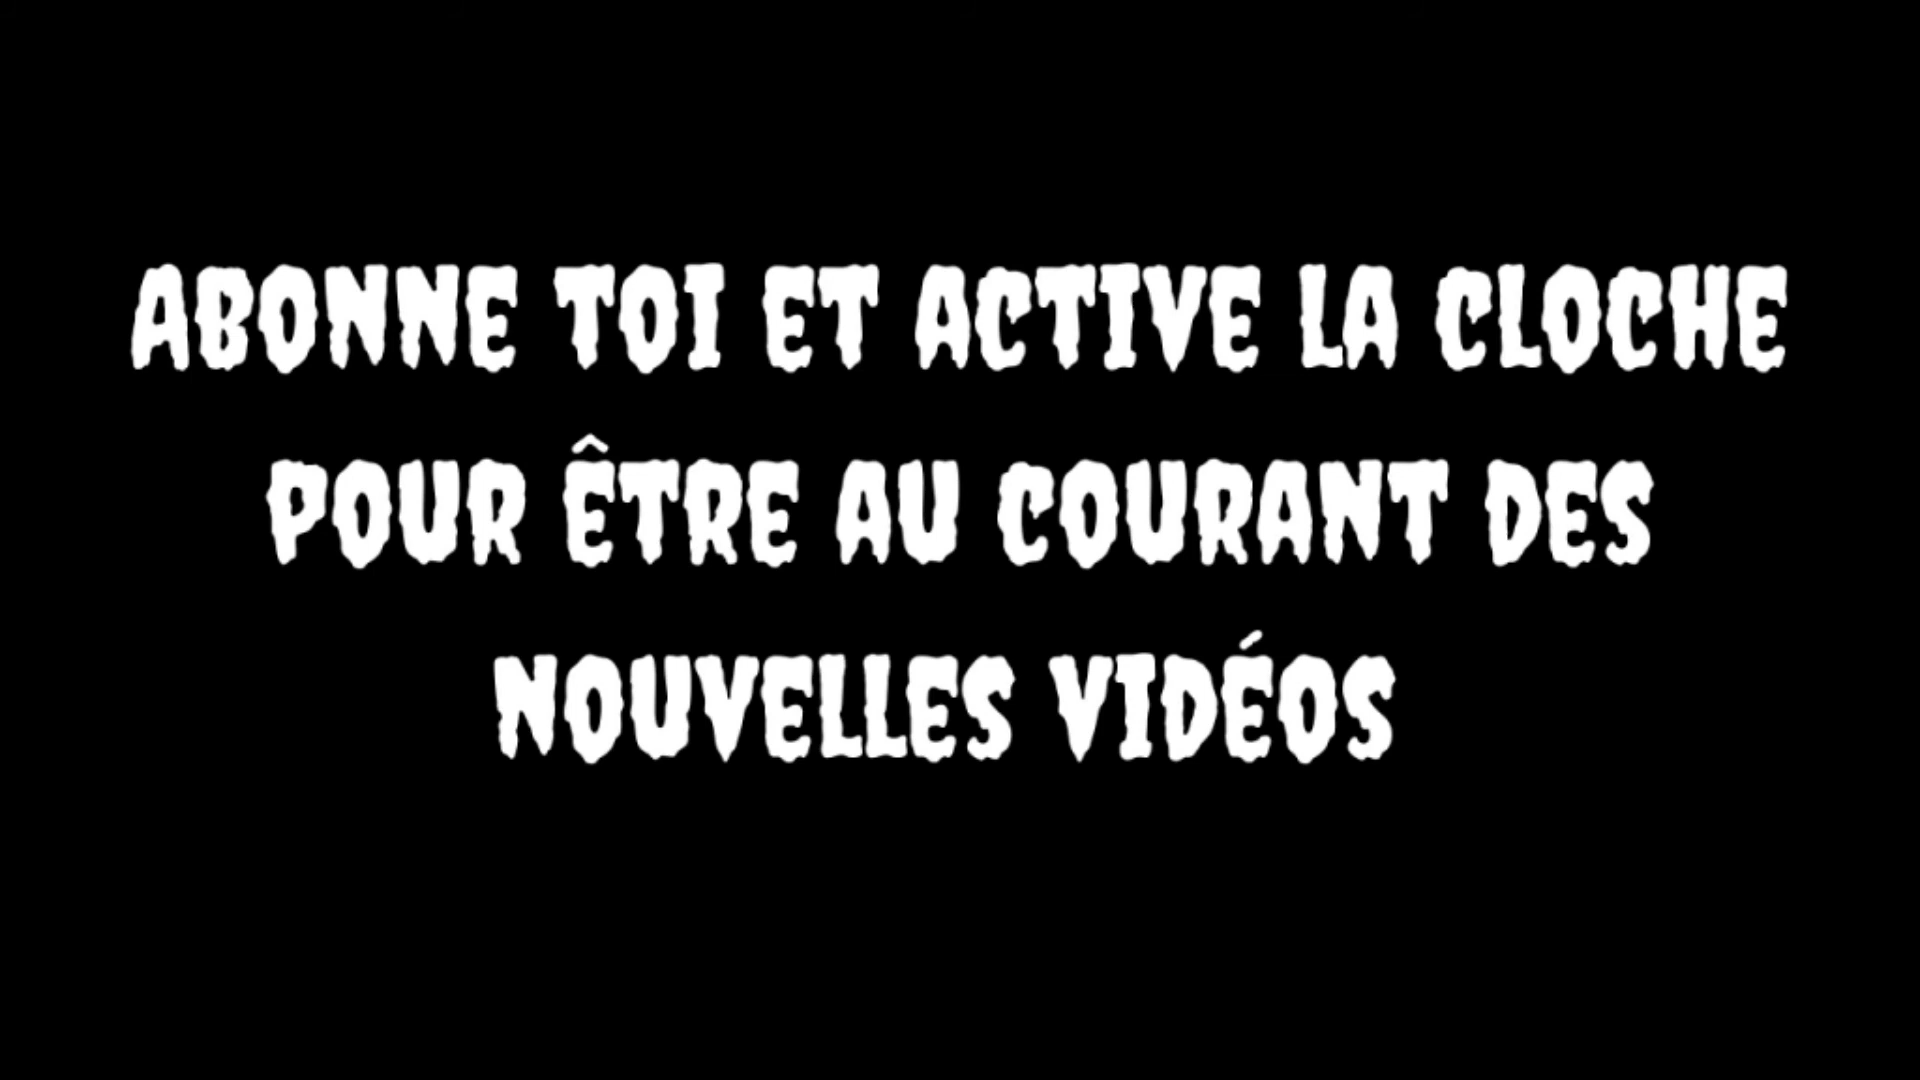 ABONNE TOI ET ACTIVE LA CLOCHE
POUR ÊTRE AU COURANT DES
NOUVELLES VIDÉOS